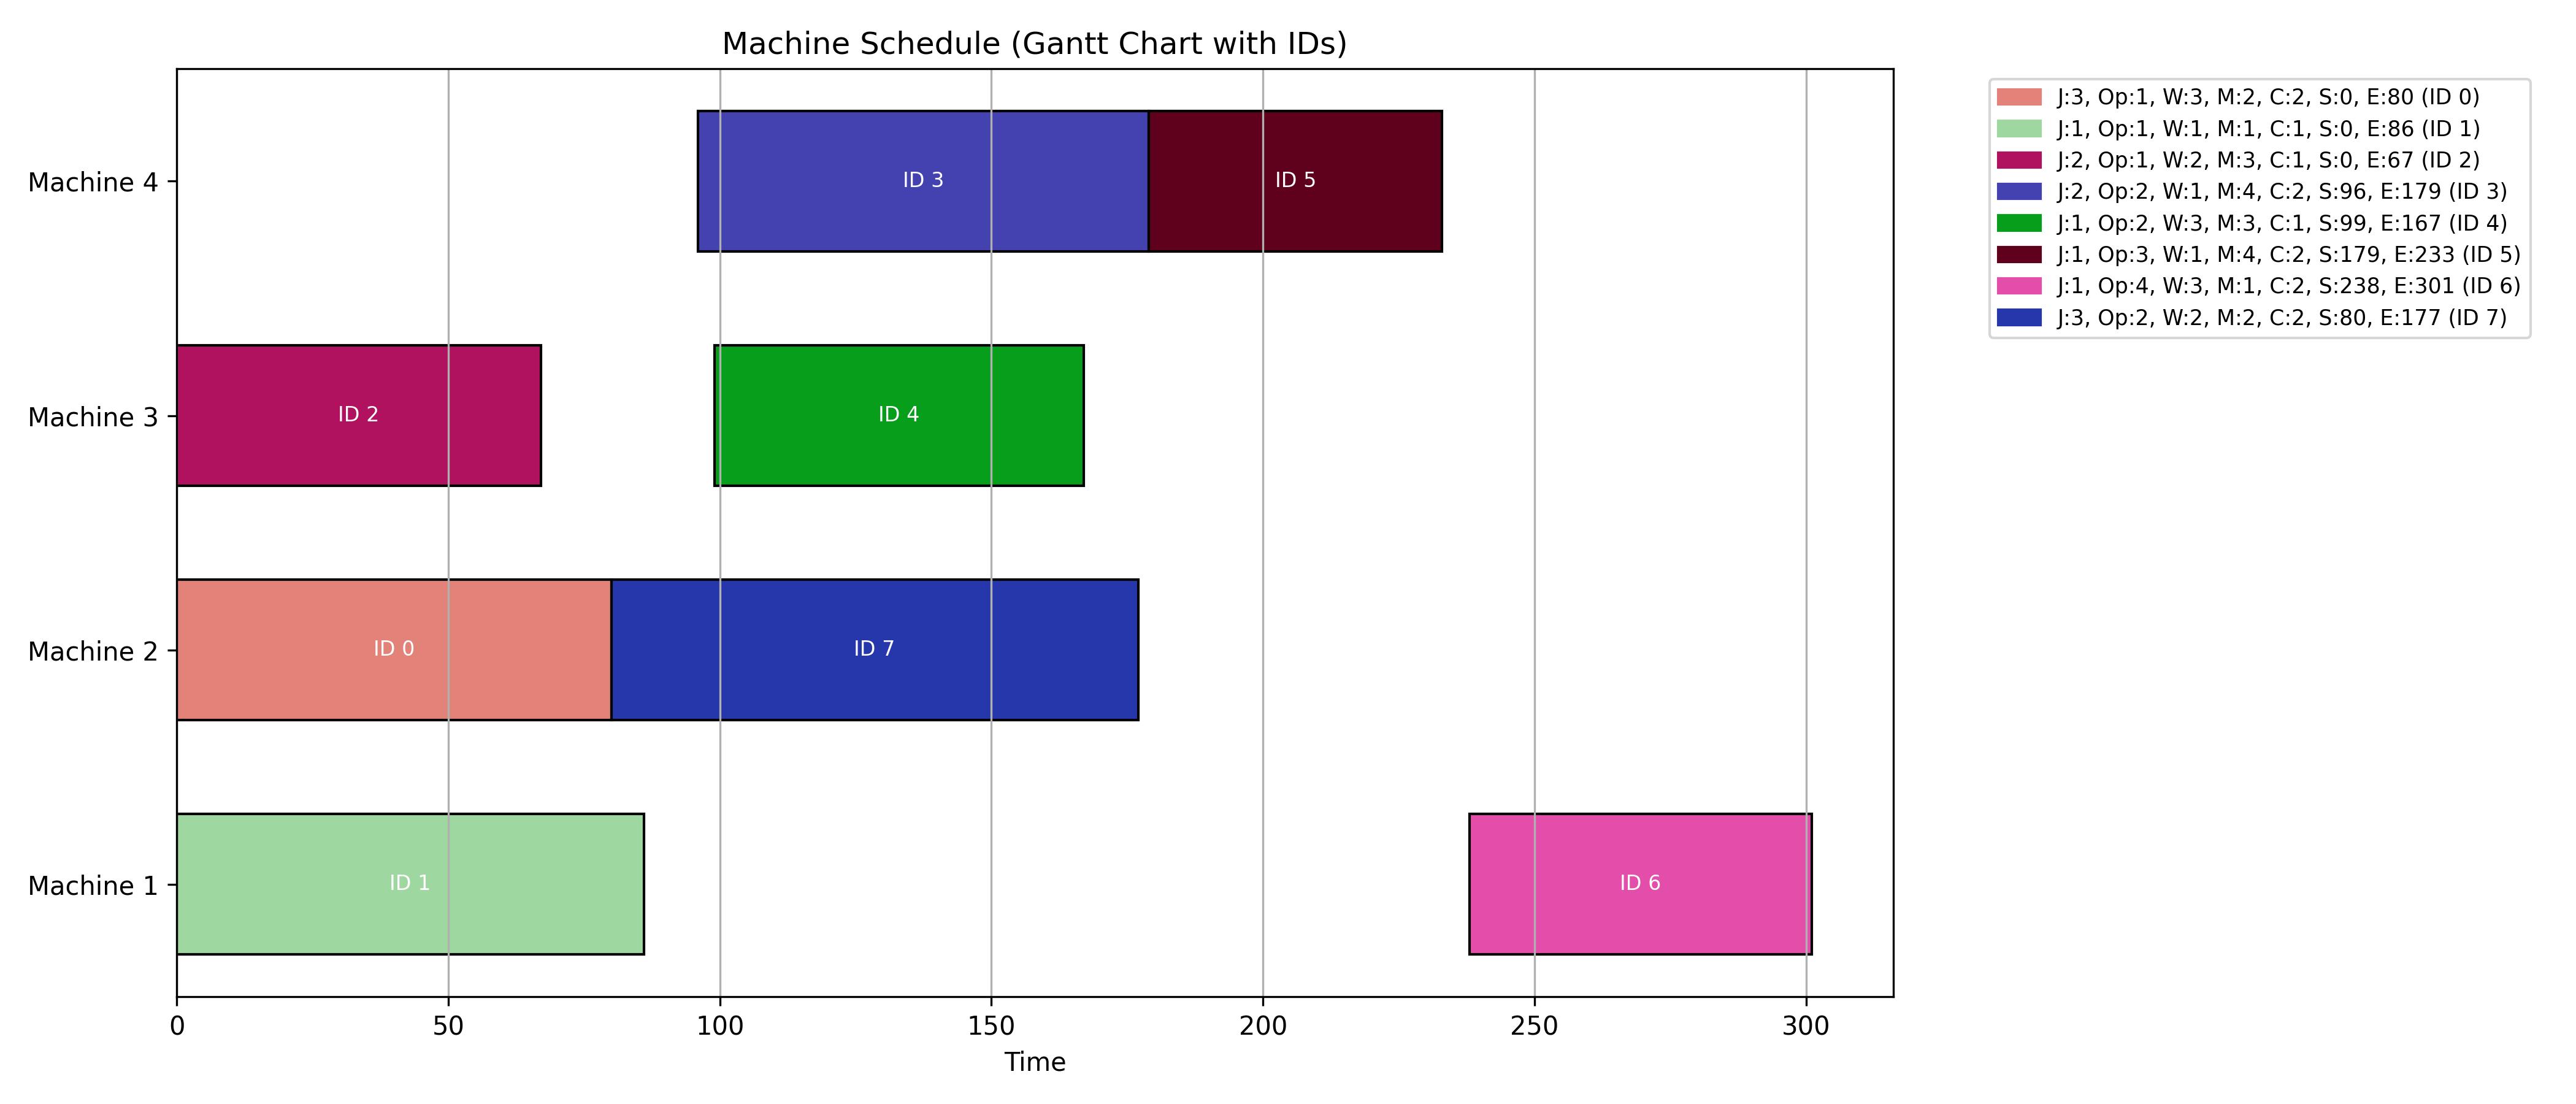 Machine Schedule (Gantt Chart with IDs)
J:3, Op:1, W:3, M:2, C:2, S:0, E:80 (ID 0)
J:1, Op:1, W:1, M:1, C:1, S:0, E:86 (ID 1)
J:2, Op:1, W:2, M:3, C:1, S:0, E:67 (ID 2)
J:2, Op:2, W:1, M:4, C:2, S:96, E:179 (ID 3)
J:1, Op:2, W:3, M:3, C:1, S:99, E:167 (ID 4)
J:1, Op:3, W:1, M:4, C:2, S:179, E:233 (ID 5)
J:1, Op:4, W:3, M:1, C:2, S:238, E:301 (ID 6)
J:3, Op:2, W:2, M:2, C:2, S:80, E:177 (ID 7)
Machine 4
ID 3
ID 5
Machine 3
ID 2
ID 4
Machine 2
ID 0
ID 7
Machine 1
ID 1
ID 6
0 50 100 150 200 250 300
Time